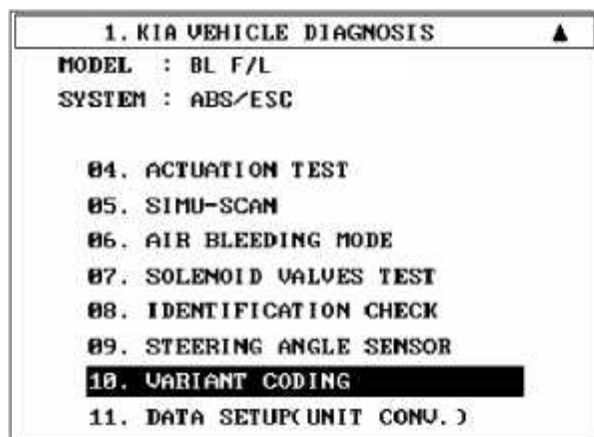 1. KIA VEHICLE DIAGNOSIS ▲
MODEL : BL F/L
SYSTEM : ABS/ESC
04. ACTUATION TEST
05. SIMU-SCAN
06. AIR BLEEDING MODE
07. SOLENOID VALVES TEST
08. IDENTIFICATION CHECK
09. STEERING ANGLE SENSOR
10. VARIANT CODING
11. DATA SETUP(UNIT CONV.)